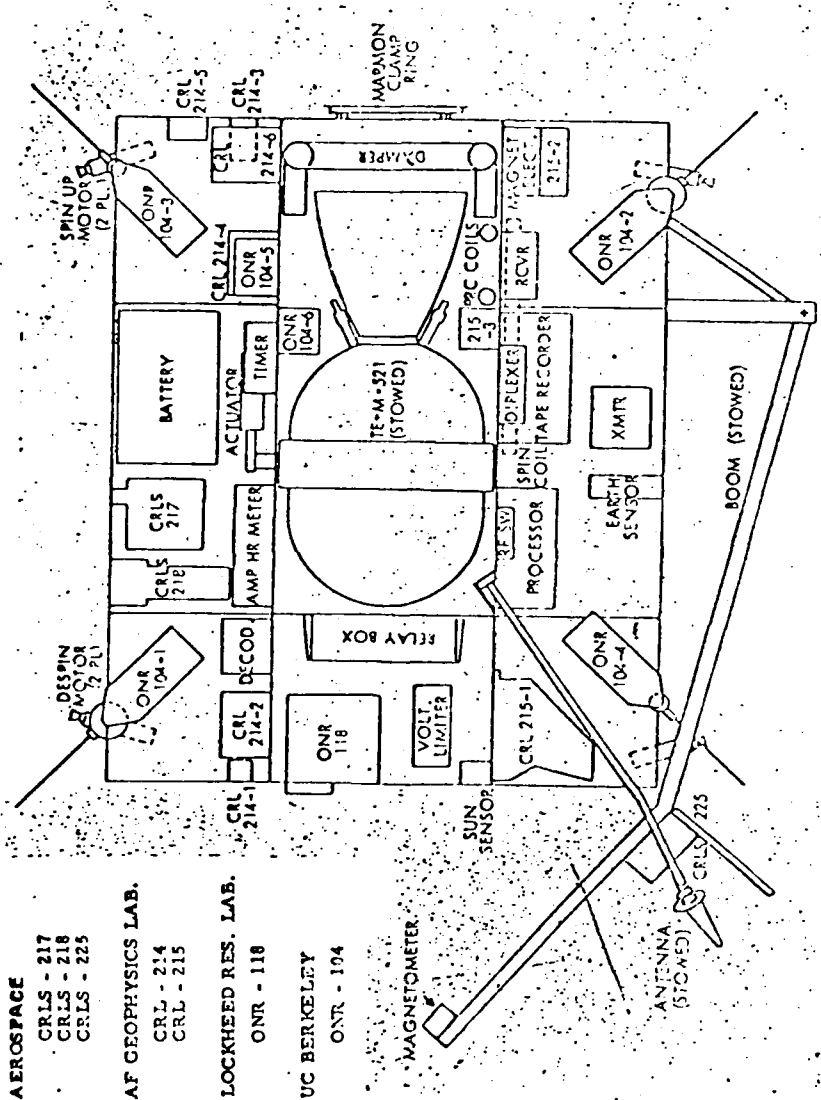 AEROSPACE
CRLS - 217
CRLS - 218
CRLS - 225
AF GEOPHYSICS LAB.
CRL - 214
CRL - 215
LOCKHEED RES. LAB.
ONR - 118
UC BERKELEY
ONR - 104
DESPIN
MOTOR
(2 PL)
ONR
104-1
CRLS
218
CRLS
217
BATTERY
SPIN UP
MOTOR
(2 PL.)
ONR
104-3
CRL
214-5
CRL
214-3
CRL
214-6
CRL 214-4
ONR
104-5
ACTUATOR
TIMER
AMP HR METER
DECOD
CRL
214-2
CRL
214-1
ONR
118
VOLT
LIMITER
RELAY BOX
TE-M-521
(STOWED)
ONR
104-6
DAMPER
MARMON
CLAMP
RING
SUN
SENSOR
CRL 215-1
RF SW
PROCESSOR
SPIN
COIL
TAPE RECORDER
DIPLEXER
215
-3
PRC COILS
RCVR
MAGNET
ELECT.
215-2
ONR
104-4
EARTH
SENSOR
XMTR
ONR
104-2
BOOM (STOWED)
MAGNETOMETER
ANTENNA
(STOWED)
CRLS - 225